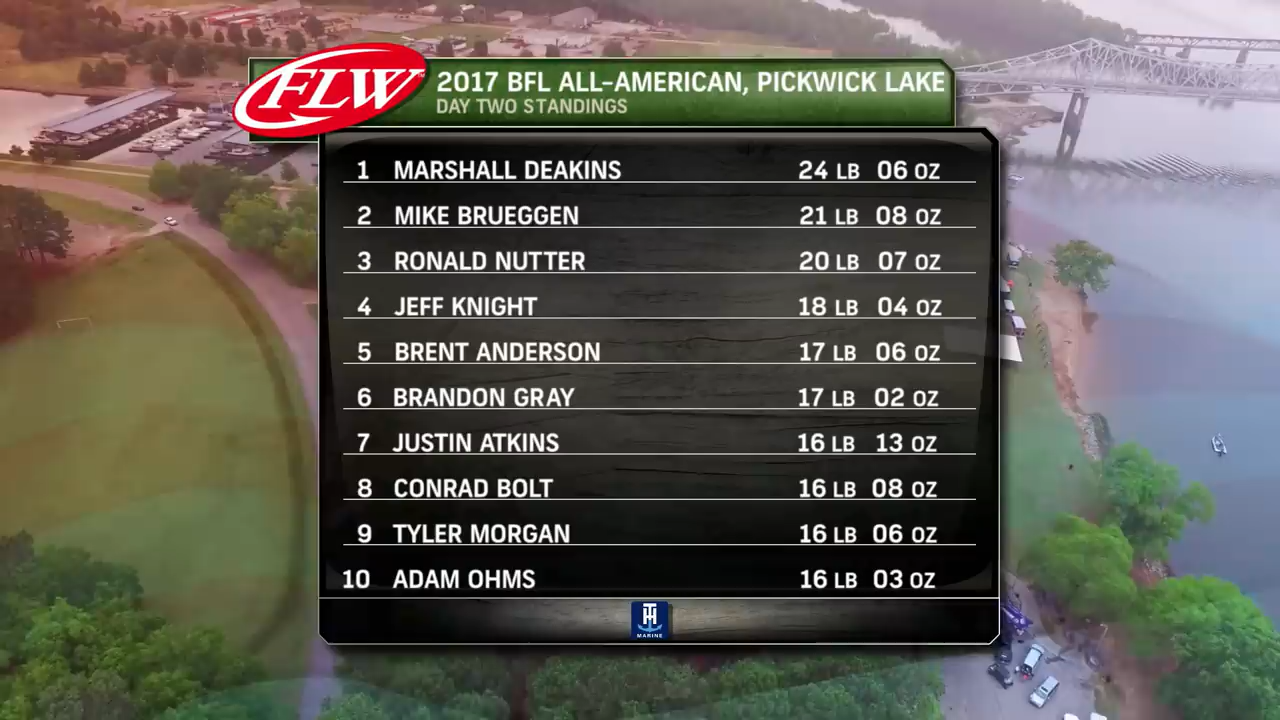 FLW
2017 BFL ALL-AMERICAN, PICKWICK LAKE
DAY TWO STANDINGS
1 MARSHALL DEAKINS 24 LB 06 OZ
2 MIKE BRUEGGEN 21 LB 08 OZ
3 RONALD NUTTER 20 LB 07 OZ
4 JEFF KNIGHT 18 LB 04 OZ
5 BRENT ANDERSON 17 LB 06 OZ
6 BRANDON GRAY 17 LB 02 OZ
7 JUSTIN ATKINS 16 LB 13 OZ
8 CONRAD BOLT 16 LB 08 OZ
9 TYLER MORGAN 16 LB 06 OZ
10 ADAM OHMS 16 LB 03 OZ
TH
MARINE